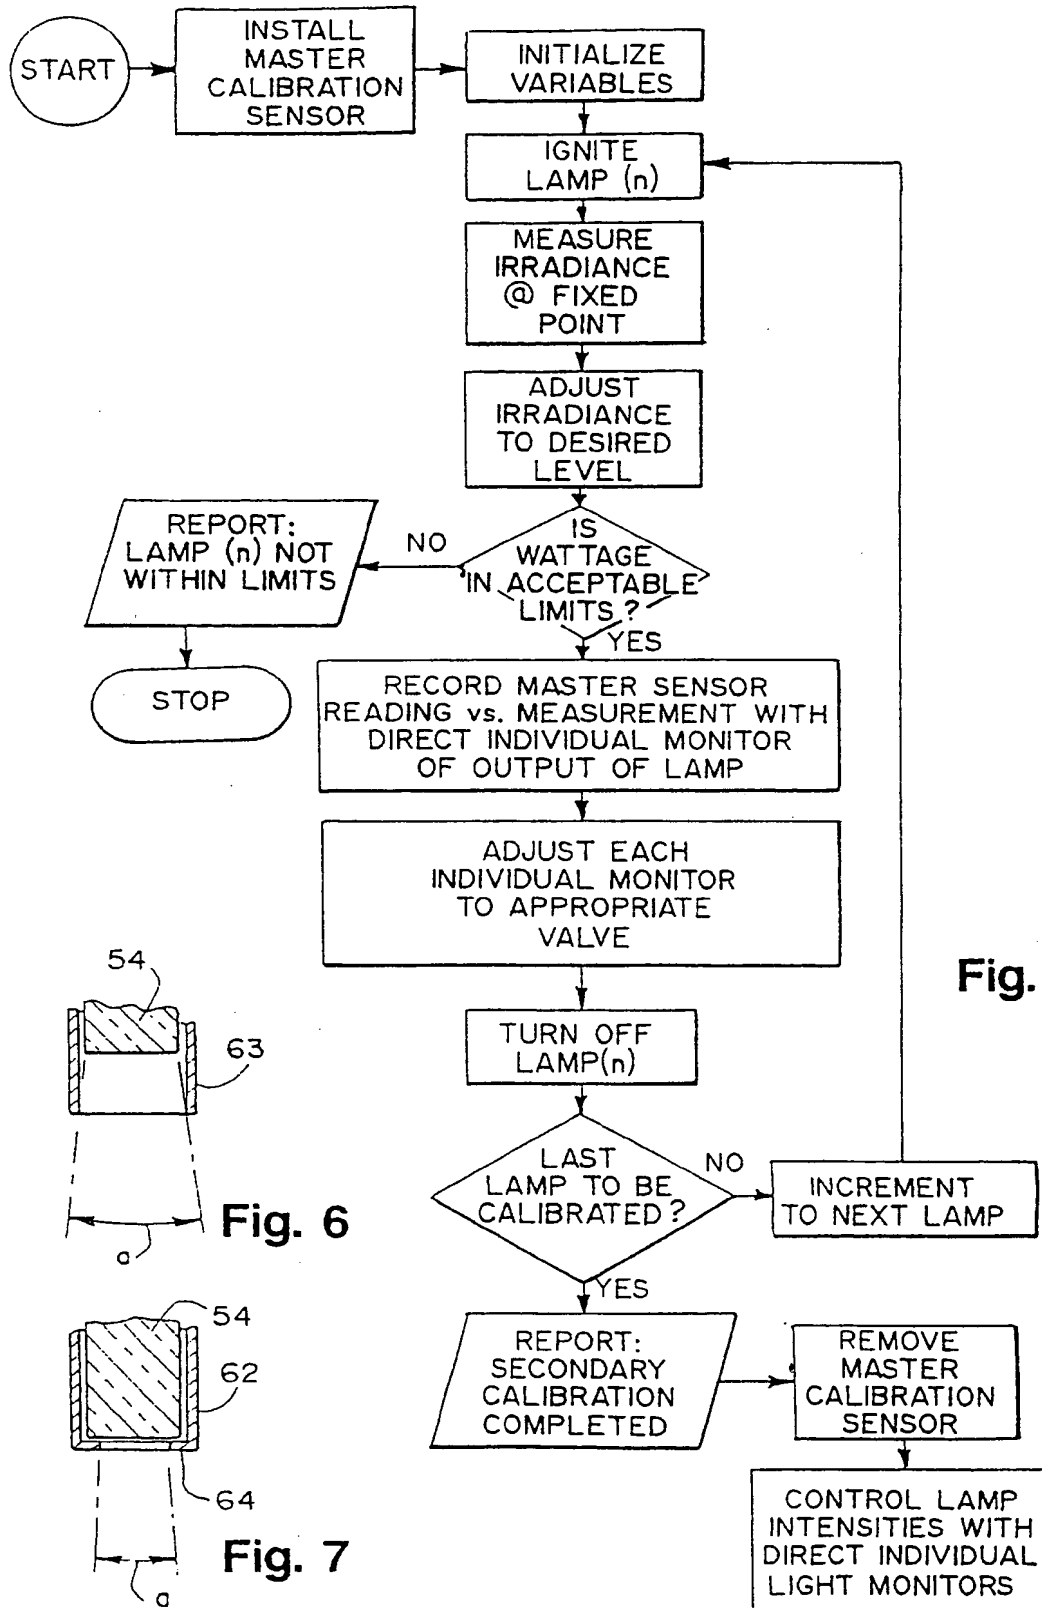 START
INSTALL
MASTER
CALIBRATION
SENSOR
INITIALIZE
VARIABLES
IGNITE
LAMP (n)
MEASURE
IRRADIANCE
@ FIXED
POINT
ADJUST
IRRADIANCE
TO DESIRED
LEVEL
IS
WATTAGE
IN ACCEPTABLE
LIMITS?
NO
REPORT:
LAMP (n) NOT
WITHIN LIMITS
STOP
YES
RECORD MASTER SENSOR
READING vs. MEASUREMENT WITH
DIRECT INDIVIDUAL MONITOR
OF OUTPUT OF LAMP
ADJUST EACH
INDIVIDUAL MONITOR
TO APPROPRIATE
VALVE
TURN OFF
LAMP(n)
LAST
LAMP TO BE
CALIBRATED?
NO
INCREMENT
TO NEXT LAMP
YES
REPORT:
SECONDARY
CALIBRATION
COMPLETED
REMOVE
MASTER
CALIBRATION
SENSOR
CONTROL LAMP
INTENSITIES WITH
DIRECT INDIVIDUAL
LIGHT MONITORS
Fig.
54
63
a
Fig. 6
54
62
64
a
Fig. 7